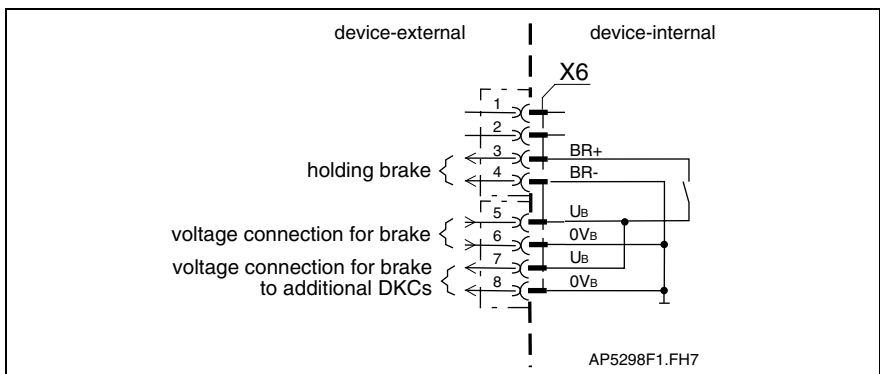 device-external
device-internal
X6
1
2
3 BR+
holding brake
4 BR-
5 UB
voltage connection for brake
6 0VB
7 UB
voltage connection for brake
to additional DKCs
8 0VB
AP5298F1.FH7